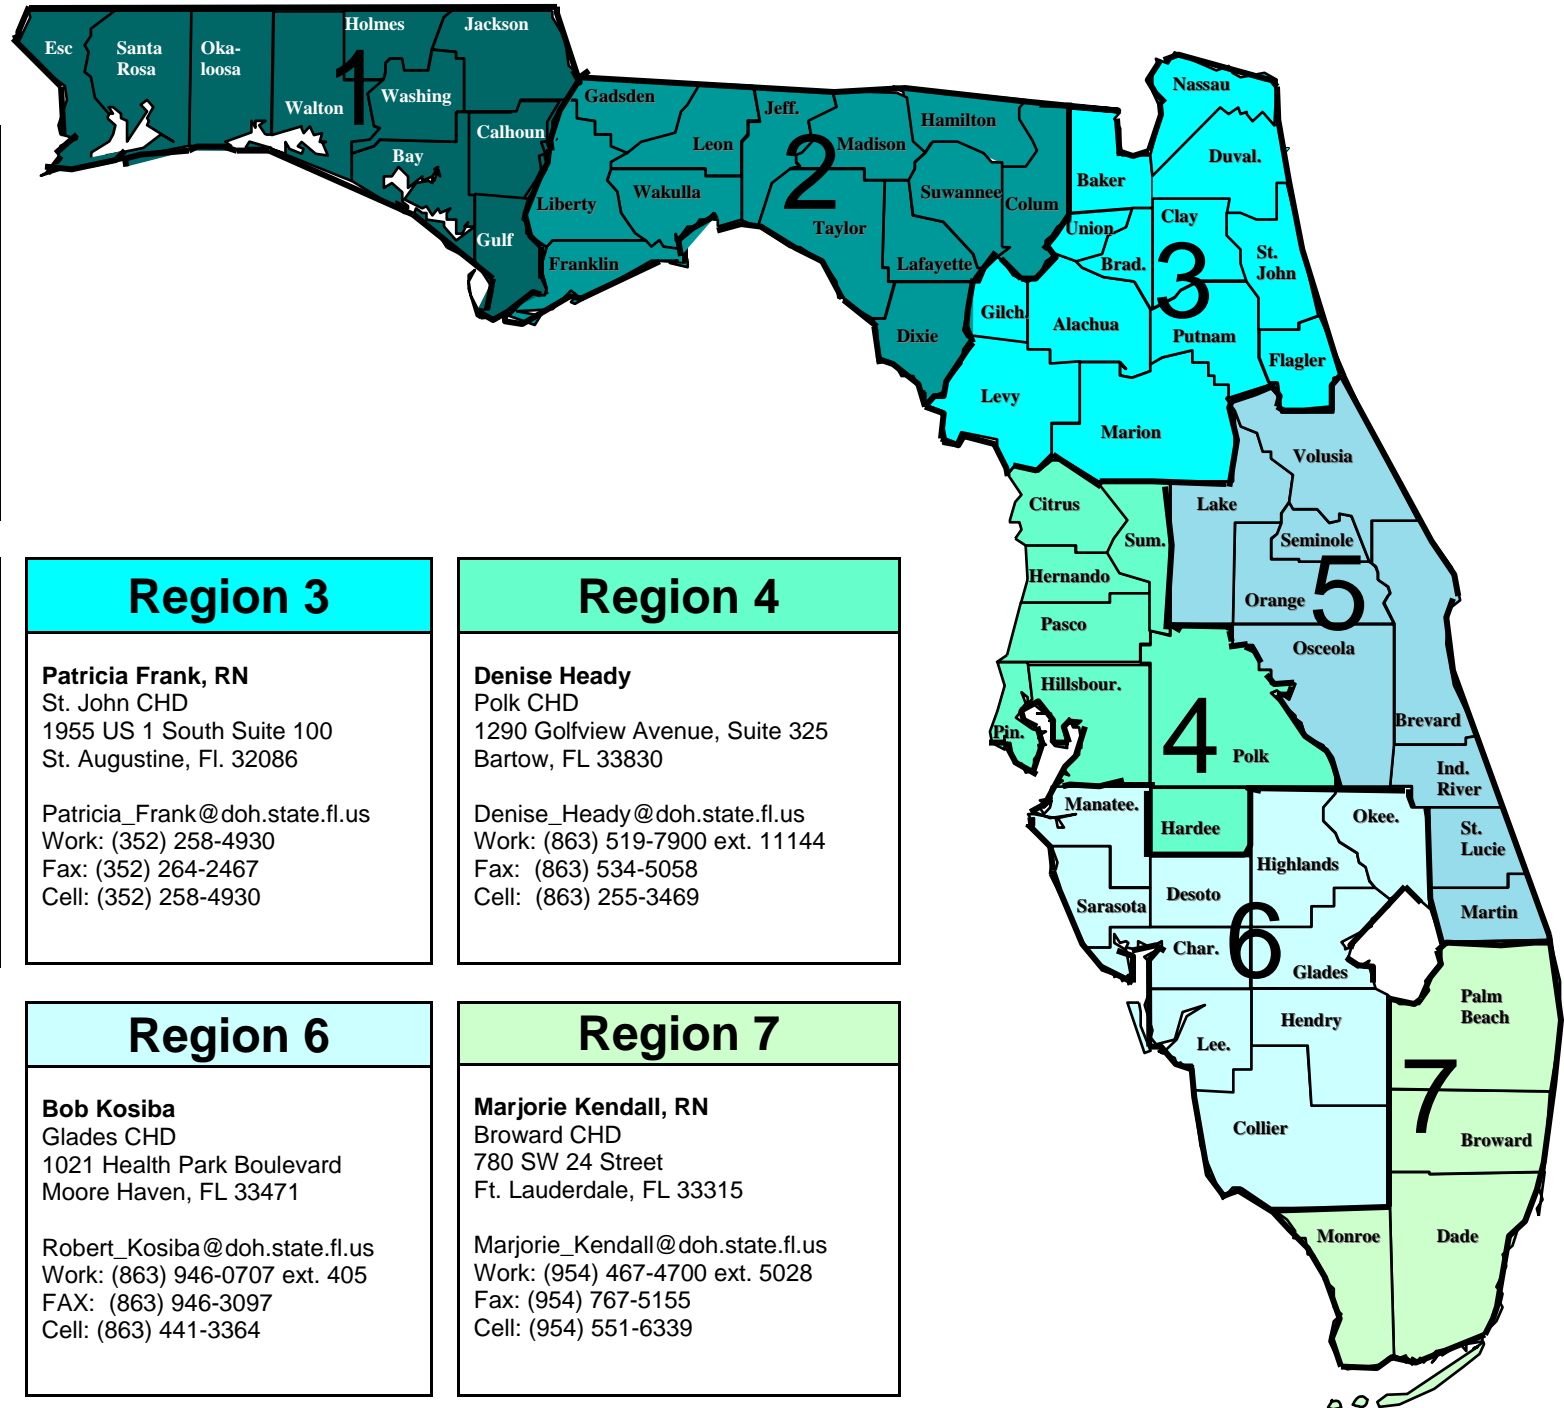 Holmes
Jackson
Esc
Santa
Rosa
Oka-
loosa
1
Walton
Washing
Calhoun
Bay
Gulf
Gadsden
Leon
Jeff.
Madison
Hamilton
2
Liberty
Wakulla
Taylor
Suwannee
Colum
Franklin
Lafayette
Dixie
Nassau
Duval.
Baker
Union
Clay
Brad.
3
St.
John
Gilch.
Alachua
Putnam
Flagler
Levy
Marion
Volusia
Citrus
Lake
Sum.
Seminole
Hernando
5
Orange
Pasco
Osceola
Hillsbour.
Pin.
4
Polk
Brevard
Ind.
River
Manatee.
Hardee
Okee.
St.
Lucie
Highlands
Desoto
Sarasota
Martin
6
Char.
Glades
Palm
Beach
Hendry
Lee.
7
Collier
Broward
Monroe
Dade
Region 3
Patricia Frank, RN
St. John CHD
1955 US 1 South Suite 100
St. Augustine, Fl. 32086
Patricia_Frank@doh.state.fl.us
Work: (352) 258-4930
Fax: (352) 264-2467
Cell: (352) 258-4930
Region 4
Denise Heady
Polk CHD
1290 Golfview Avenue, Suite 325
Bartow, FL 33830
Denise_Heady@doh.state.fl.us
Work: (863) 519-7900 ext. 11144
Fax:  (863) 534-5058
Cell:  (863) 255-3469
Region 6
Bob Kosiba
Glades CHD
1021 Health Park Boulevard
Moore Haven, FL 33471
Robert_Kosiba@doh.state.fl.us
Work: (863) 946-0707 ext. 405
FAX:  (863) 946-3097
Cell: (863) 441-3364
Region 7
Marjorie Kendall, RN
Broward CHD
780 SW 24 Street
Ft. Lauderdale, FL 33315
Marjorie_Kendall@doh.state.fl.us
Work: (954) 467-4700 ext. 5028
Fax: (954) 767-5155
Cell: (954) 551-6339